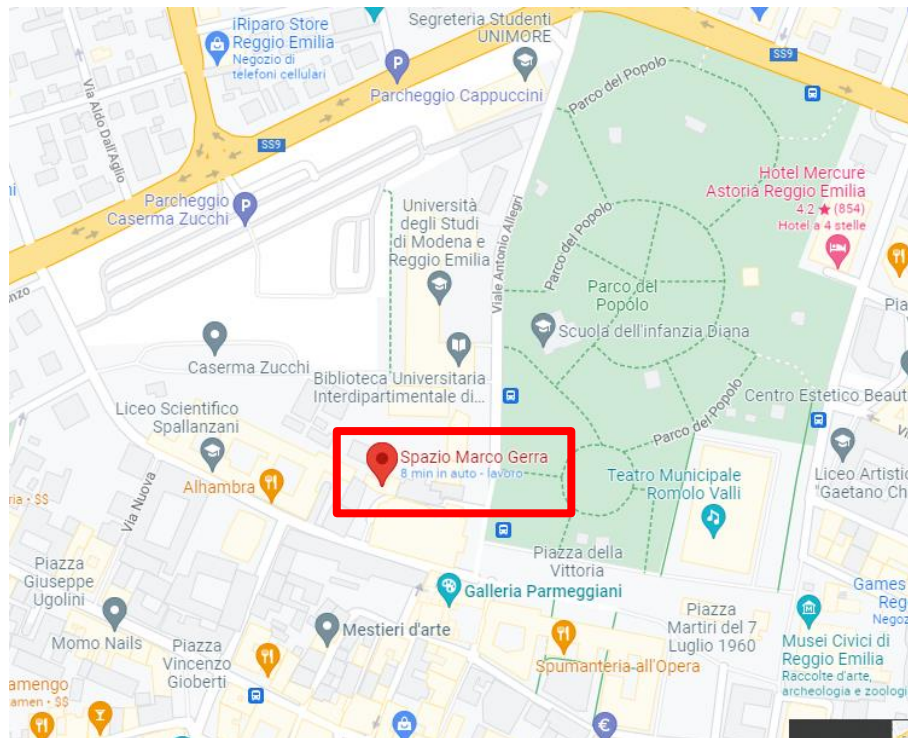 iRiparo Store
Reggio Emilia
Negozio di
telefoni cellulari
Segreteria Studenti
UNIMORE
SS9
Parcheggio Cappuccini
Parco del Popolo
Via Aldo Dall'Aglio
SS9
Hotel Mercure
Astoria Reggio Emilia
4,2 ★ (854)
Hotel a 4 stelle
Parcheggio
Caserma Zucchi
Università
degli Studi
di Modena e
Reggio Emilia
Viale Antonio Allegri
Parco del Popolo
Parco del
Popolo
Scuola dell'infanzia Diana
Caserma Zucchi
Biblioteca Universitaria
Interdipartimentale di...
Centro Estetico Beaut
Parco del Popolo
Liceo Scientifico
Spallanzani
Spazio Marco Gerra
8 min in auto - lavoro
Teatro Municipale
Romolo Valli
Liceo Artistic
"Gaetano Ch
Alhambra
Via Nuova
Piazza della
Vittoria
Piazza
Giuseppe
Ugolini
Galleria Parmeggiani
Piazza
Martiri del 7
Luglio 1960
Games
Reg
Negoz
Momo Nails
Piazza
Vincenzo
Gioberti
Mestieri d'arte
Spumanteria all'Opera
Musei Civici di
Reggio Emilia
Raccolte d'arte,
archeologia e zoologi
amengo
amen · $$